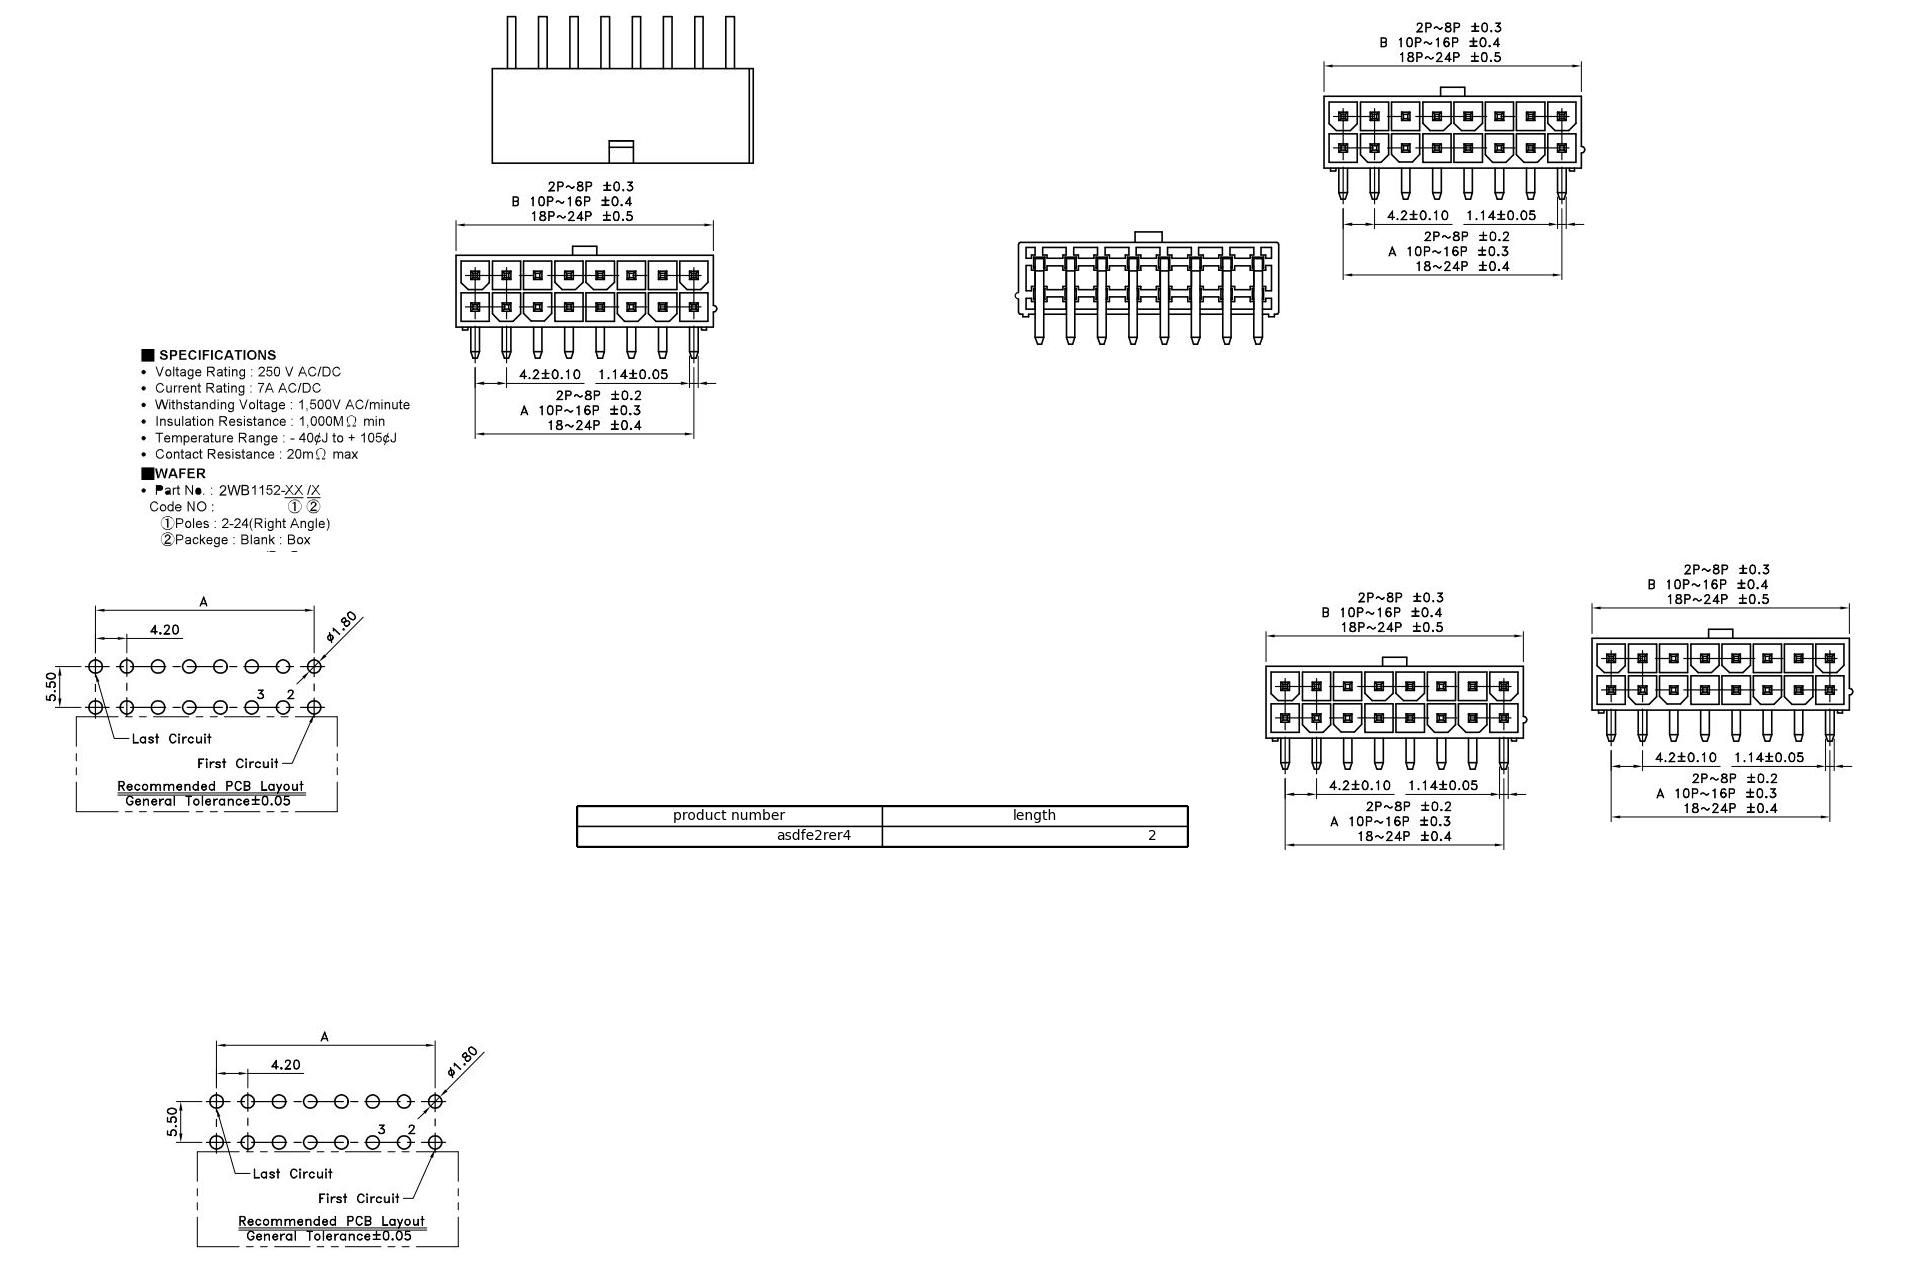 2P~8P ±0.3
B 10P~16P ±0.4
18P~24P ±0.5
4.2±0.10 1.14±0.05
2P~8P ±0.2
A 10P~16P ±0.3
18~24P ±0.4
2P~8P ±0.3
B 10P~16P ±0.4
18P~24P ±0.5
4.2±0.10 1.14±0.05
2P~8P ±0.2
A 10P~16P ±0.3
18~24P ±0.4
■ SPECIFICATIONS
• Voltage Rating : 250 V AC/DC
• Current Rating : 7A AC/DC
• Withstanding Voltage : 1,500V AC/minute
• Insulation Resistance : 1,000MΩ min
• Temperature Range : - 40¢J to + 105¢J
• Contact Resistance : 20mΩ max
■WAFER
• Part No. : 2WB1152-XX /X
Code NO : ① ②
①Poles : 2-24(Right Angle)
②Packege : Blank : Box
A
4.20
ø1.80
5.50
3 2
Last Circuit
First Circuit
Recommended PCB Layout
General Tolerance±0.05
2P~8P ±0.3
B 10P~16P ±0.4
18P~24P ±0.5
4.2±0.10 1.14±0.05
2P~8P ±0.2
A 10P~16P ±0.3
18~24P ±0.4
2P~8P ±0.3
B 10P~16P ±0.4
18P~24P ±0.5
4.2±0.10 1.14±0.05
2P~8P ±0.2
A 10P~16P ±0.3
18~24P ±0.4
product number length
asdfe2rer4 2
A
4.20
ø1.80
5.50
3 2
Last Circuit
First Circuit
Recommended PCB Layout
General Tolerance±0.05